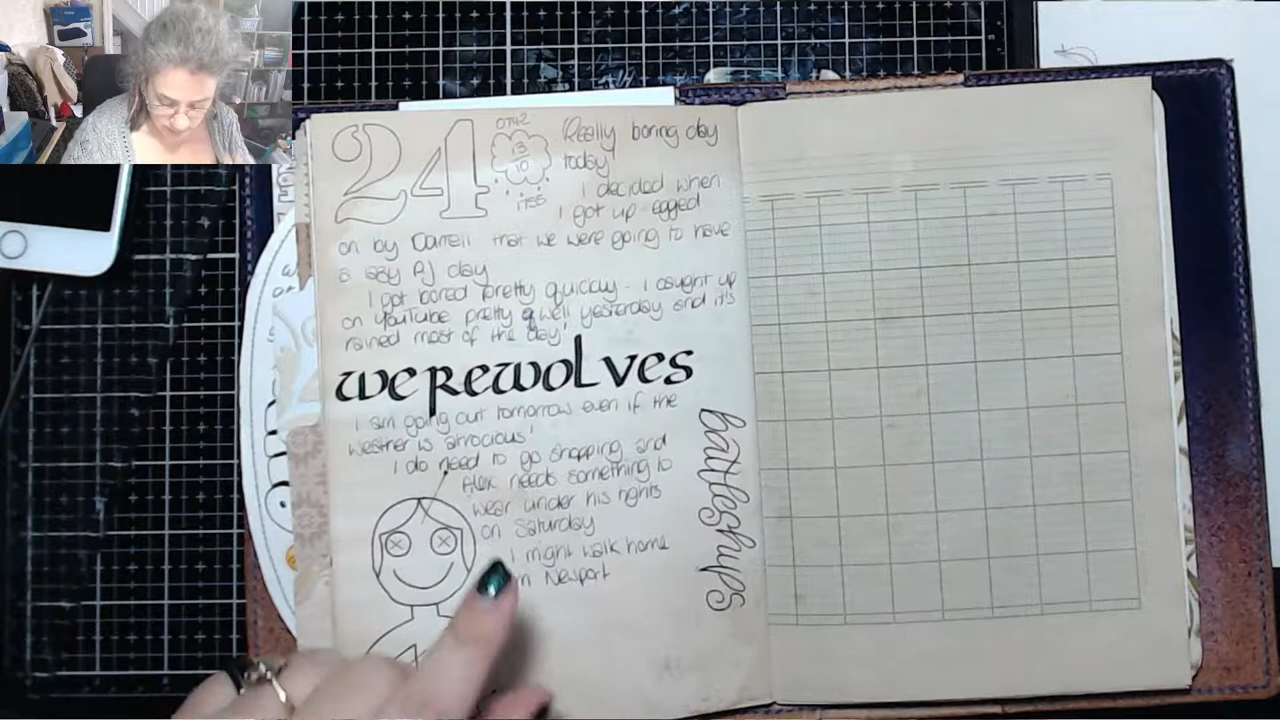 24
13
10
Really boring day
today!
I decided when
I got up - egged
on by Darrell that we were going to have
a lazy PJ day
I got bored pretty quickly - I caught up
on YouTube pretty well yesterday and it's
rained most of the day!
werewolves
I am going out tomorrow even if the
weather is atrocious!
I do need to go shopping and
Alex needs something to
wear under his tights
on Saturday
I might walk home
Newport
battleships